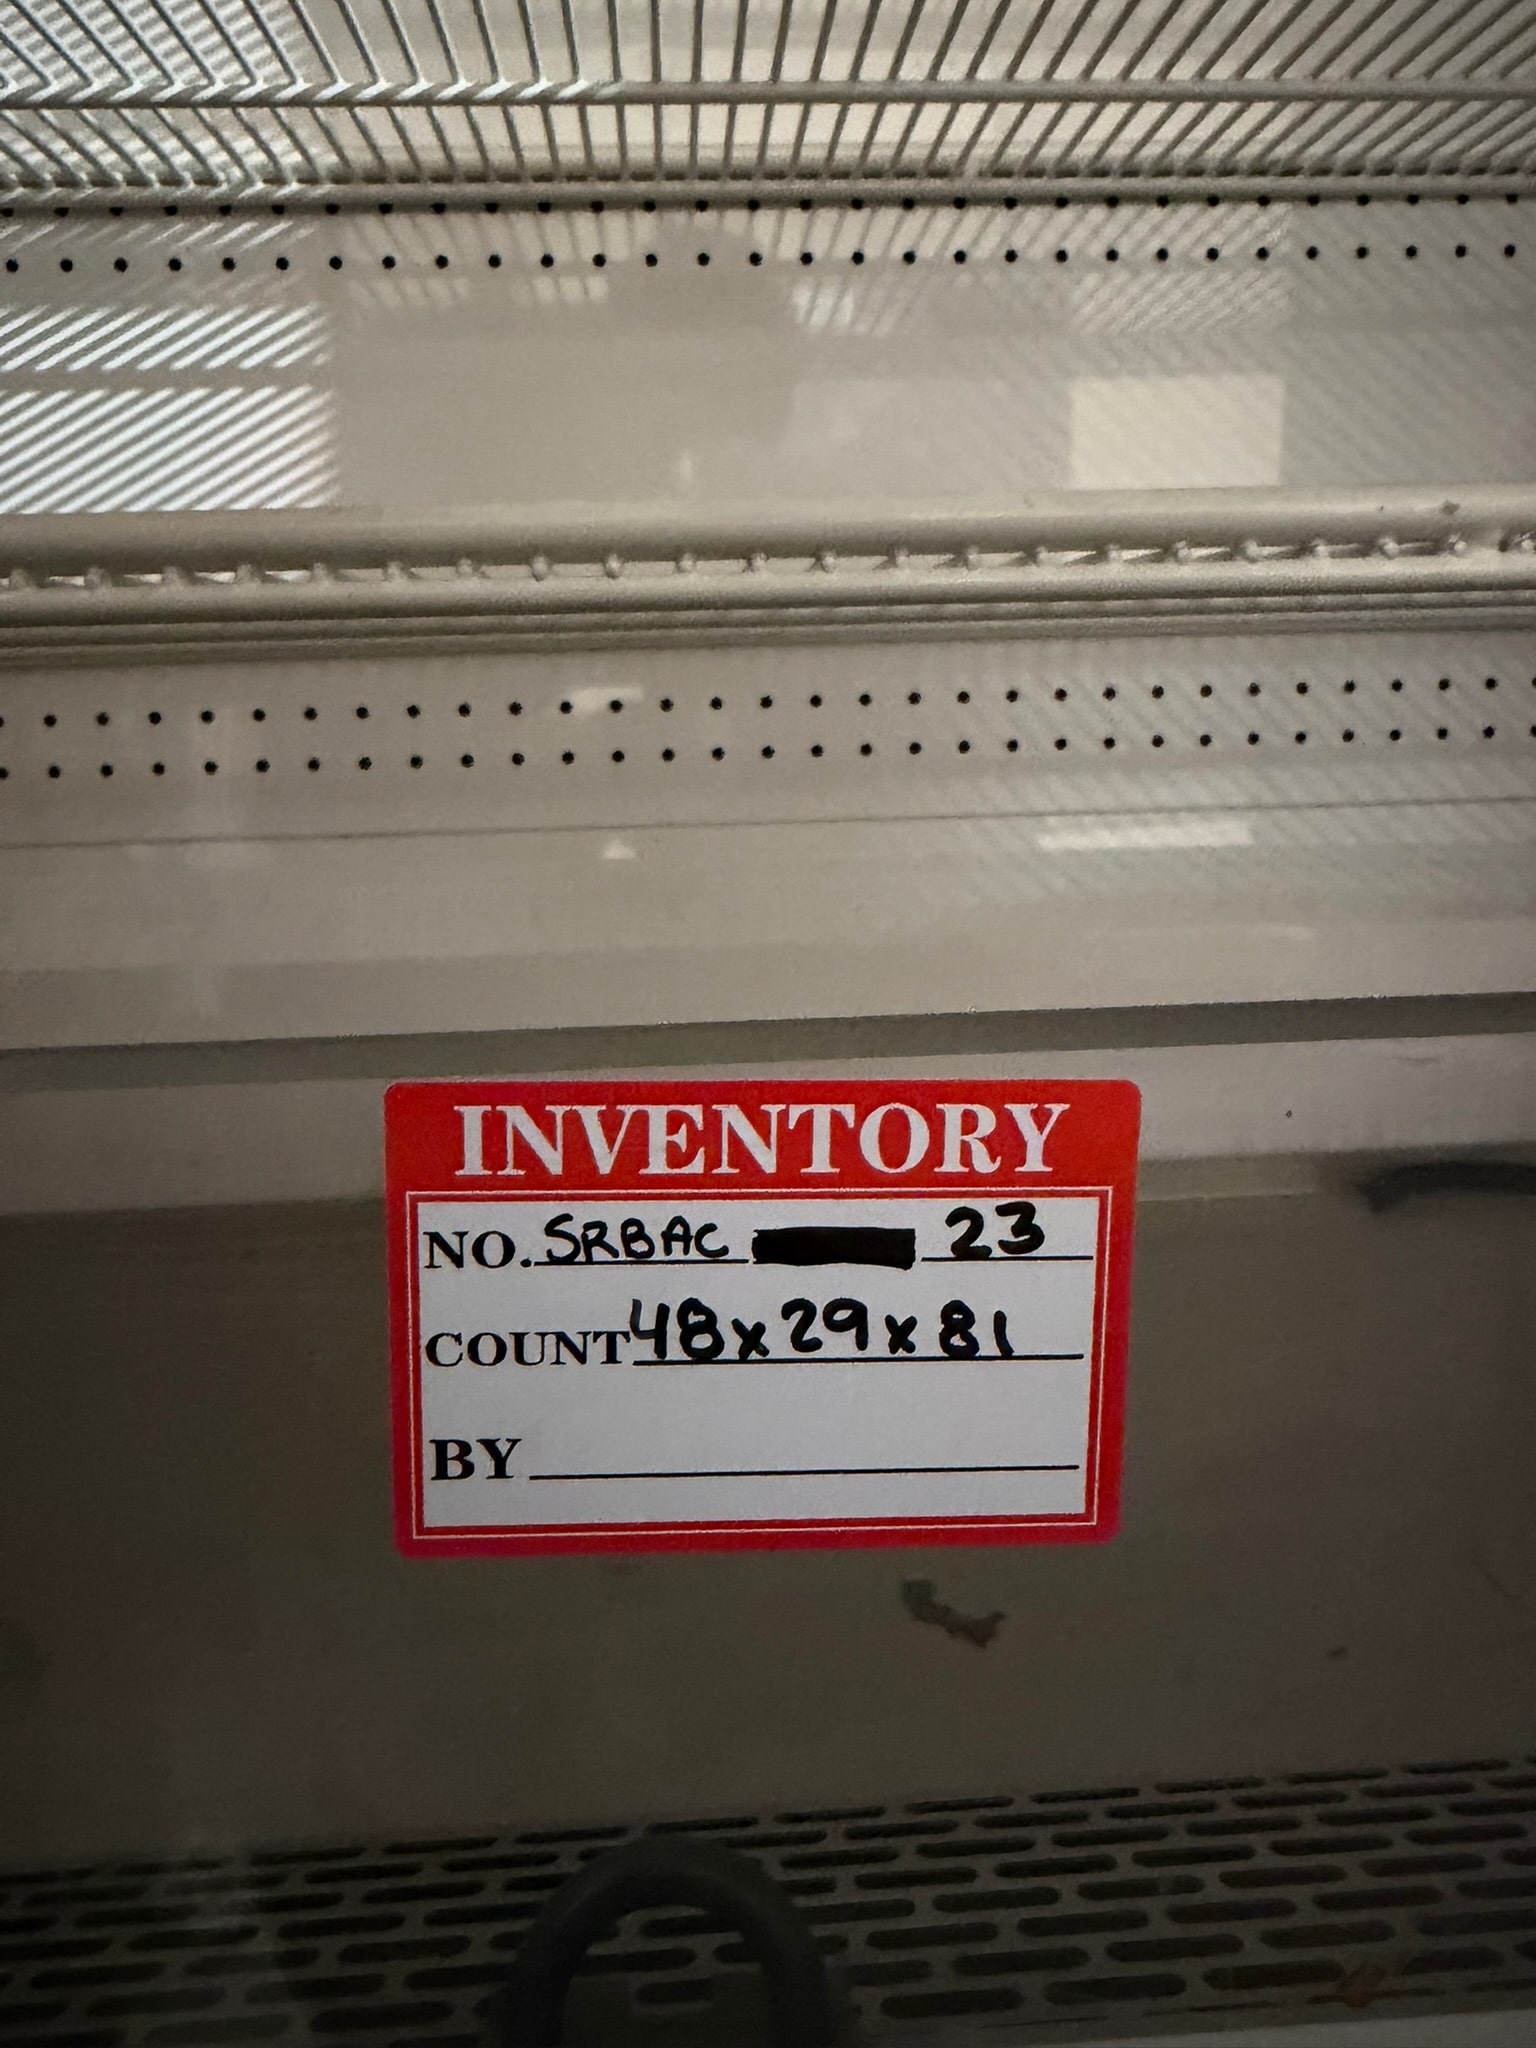 INVENTORY
NO. SRBAC 23
COUNT 48x29x81
BY